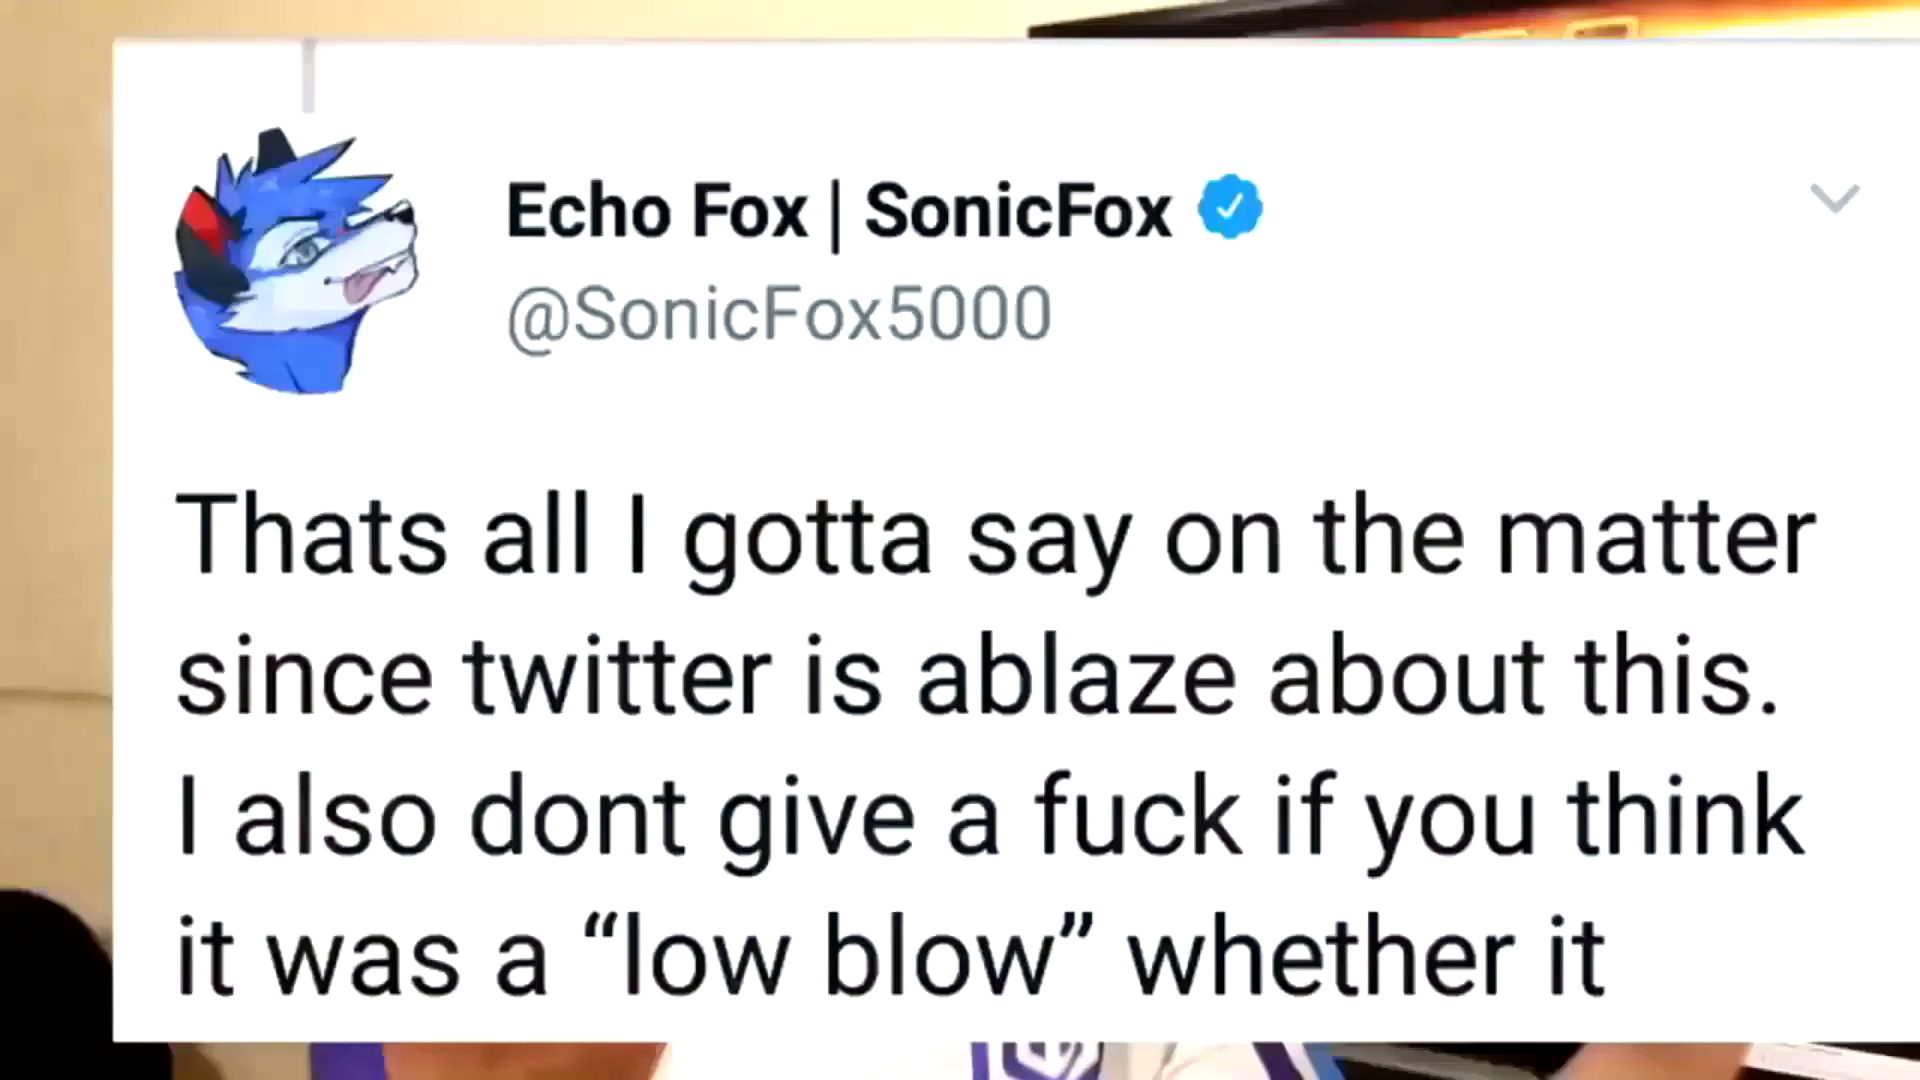 Echo Fox | SonicFox
@SonicFox5000
Thats all I gotta say on the matter
since twitter is ablaze about this.
I also dont give a fuck if you think
it was a “low blow” whether it